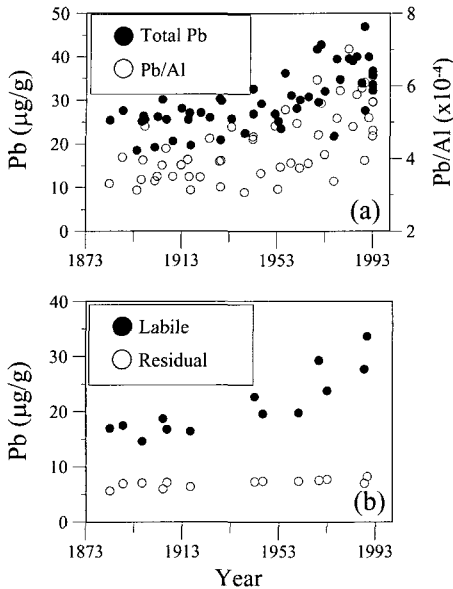 50
40
30
20
10
0
Pb (µg/g)
Total Pb
Pb/Al
8
6
4
2
Pb/Al (x10-4)
(a)
1873
1913
1953
1993
40
30
20
10
0
Pb (µg/g)
Labile
Residual
(b)
1873
1913
1953
1993
Year